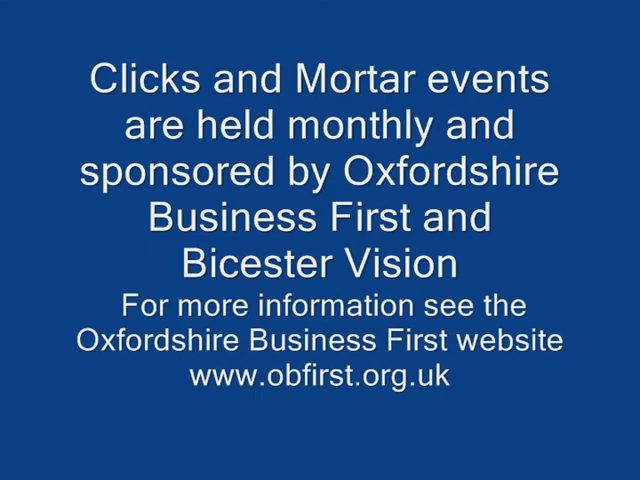 Clicks and Mortar events
are held monthly and
sponsored by Oxfordshire
Business First and
Bicester Vision
For more information see the
Oxfordshire Business First website
www.obfirst.org.uk